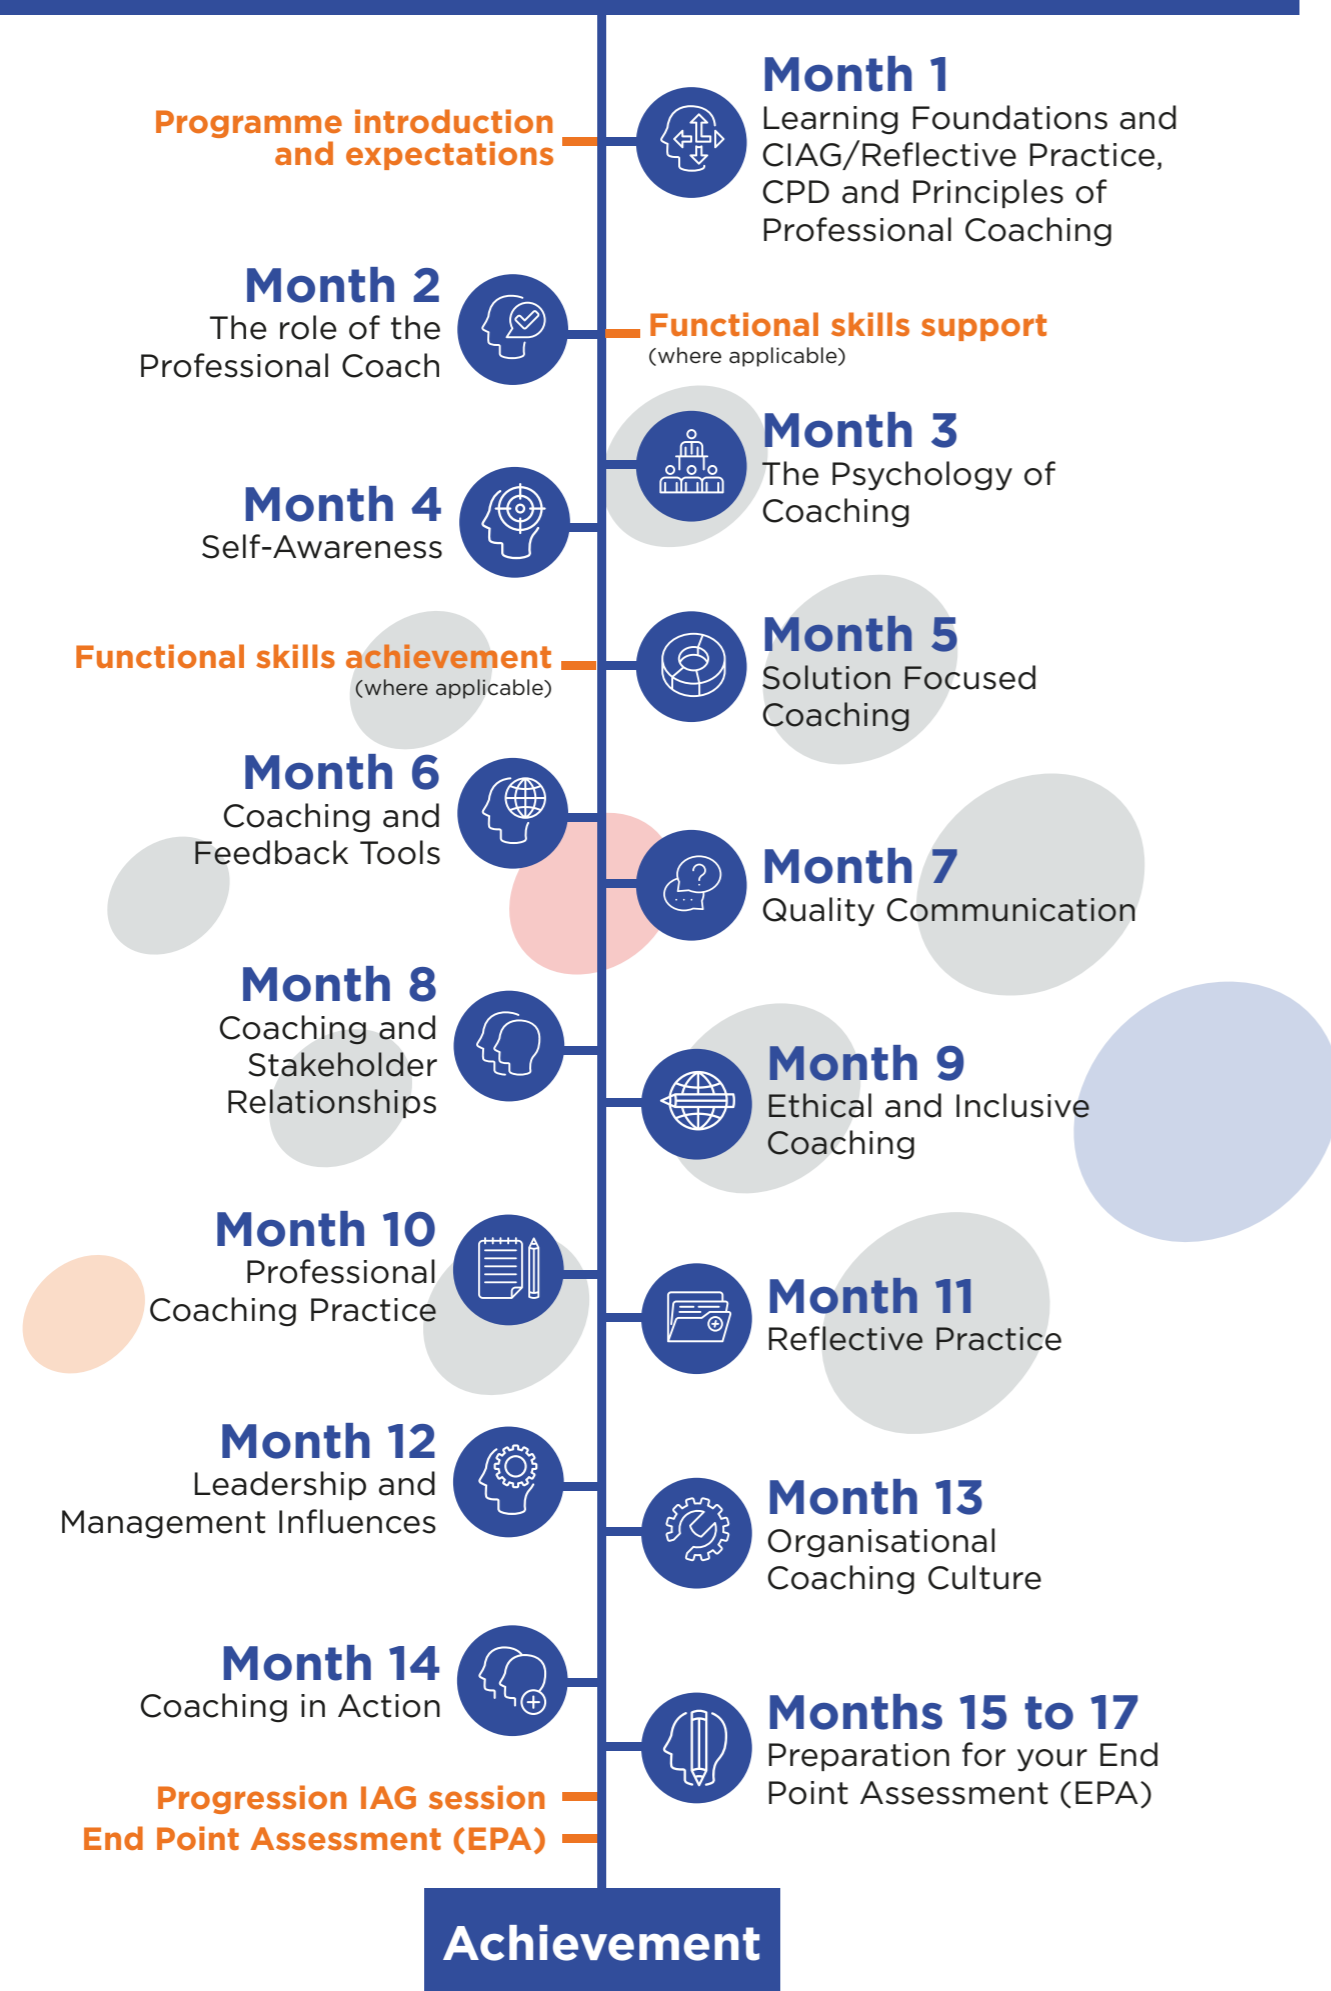 Programme introduction
and expectations
Month 1
Learning Foundations and
CIAG/Reflective Practice,
CPD and Principles of
Professional Coaching
Month 2
The role of the
Professional Coach
Functional skills support
(where applicable)
Month 3
The Psychology of
Coaching
Month 4
Self-Awareness
Functional skills achievement
(where applicable)
Month 5
Solution Focused
Coaching
Month 6
Coaching and
Feedback Tools
Month 7
Quality Communication
Month 8
Coaching and
Stakeholder
Relationships
Month 9
Ethical and Inclusive
Coaching
Month 10
Professional
Coaching Practice
Month 11
Reflective Practice
Month 12
Leadership and
Management Influences
Month 13
Organisational
Coaching Culture
Month 14
Coaching in Action
Months 15 to 17
Preparation for your End
Point Assessment (EPA)
Progression IAG session
End Point Assessment (EPA)
Achievement